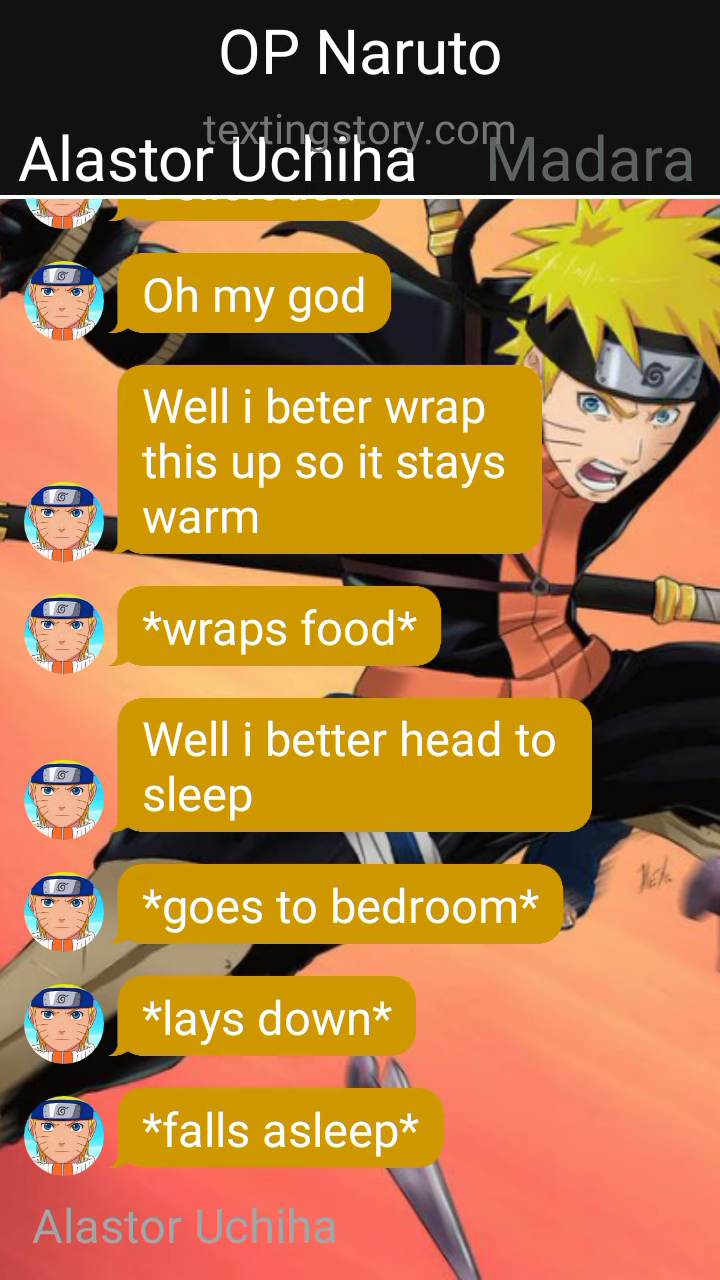 OP Naruto
textingstory.com
Alastor Uchiha
Madara
Oh my god
Well i beter wrap
this up so it stays
warm
*wraps food*
Well i better head to
sleep
*goes to bedroom*
*lays down*
*falls asleep*
Alastor Uchiha